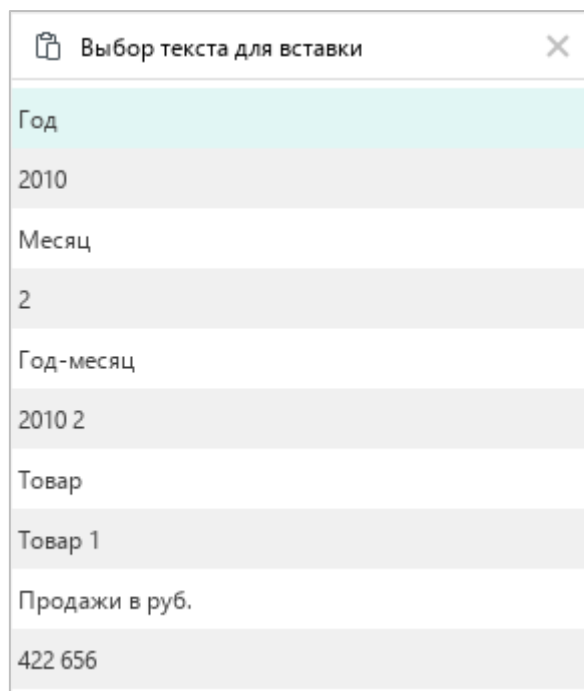 Выбор текста для вставки
Год
2010
Месяц
2
Год-месяц
2010 2
Товар
Товар 1
Продажи в руб.
422 656